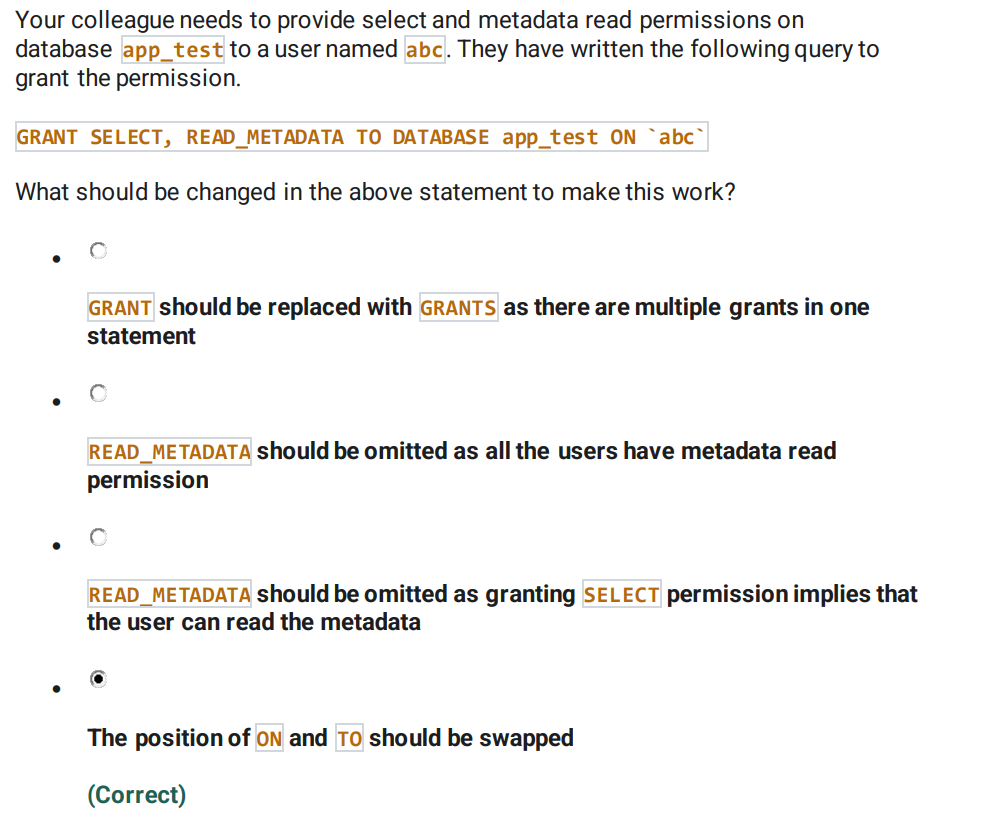 Your colleague needs to provide select and metadata read permissions on
database app_test to a user named abc. They have written the following query to
grant the permission.
GRANT SELECT, READ_METADATA TO DATABASE app_test ON `abc`
What should be changed in the above statement to make this work?
GRANT should be replaced with GRANTS as there are multiple grants in one
statement
READ_METADATA should be omitted as all the users have metadata read
permission
READ_METADATA should be omitted as granting SELECT permission implies that
the user can read the metadata
The position of ON and TO should be swapped
(Correct)